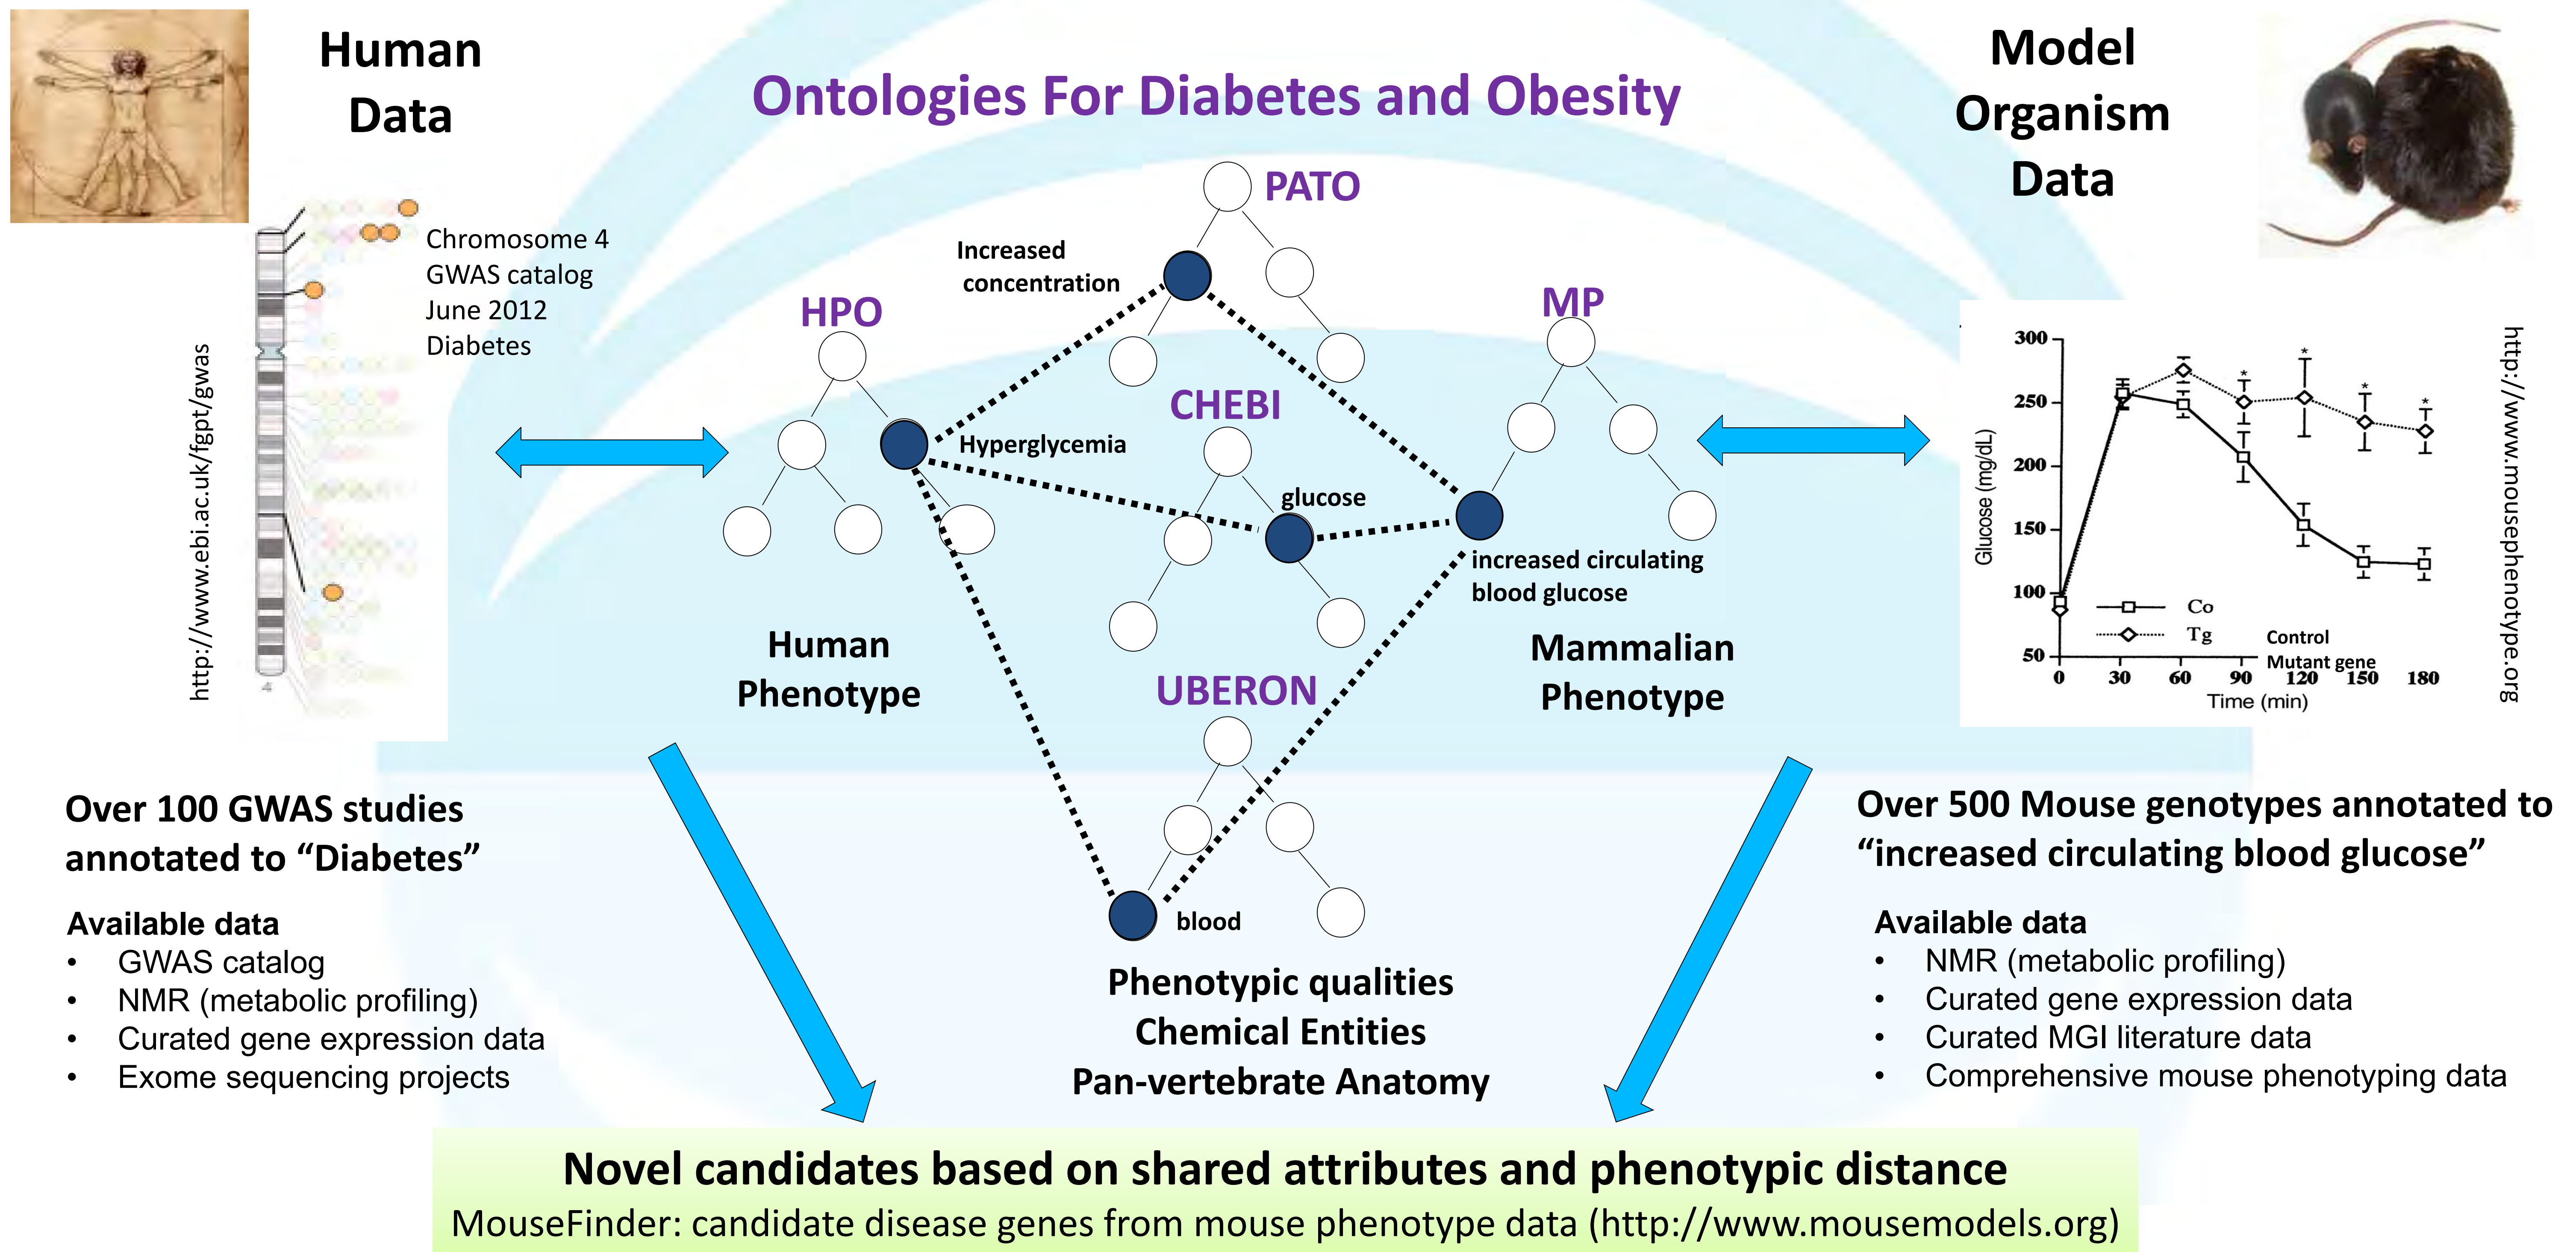 Human
Data
Ontologies For Diabetes and Obesity
Model
Organism
Data
Chromosome 4
GWAS catalog
June 2012
Diabetes
http://www.ebi.ac.uk/fgpt/gwas
4
PATO
Increased
concentration
HPO
Hyperglycemia
CHEBI
glucose
MP
increased circulating
blood glucose
Human
Phenotype
UBERON
blood
Mammalian
Phenotype
Phenotypic qualities
Chemical Entities
Pan-vertebrate Anatomy
300
250
200
150
100
50
Glucose (mg/dL)
* * * *
Co
Tg
Control
Mutant gene
0 30 60 90 120 150 180
Time (min)
http://www.mousephenotype.org
Over 100 GWAS studies
annotated to “Diabetes”
Available data
• GWAS catalog
• NMR (metabolic profiling)
• Curated gene expression data
• Exome sequencing projects
Over 500 Mouse genotypes annotated to
“increased circulating blood glucose”
Available data
• NMR (metabolic profiling)
• Curated gene expression data
• Curated MGI literature data
• Comprehensive mouse phenotyping data
Novel candidates based on shared attributes and phenotypic distance
MouseFinder: candidate disease genes from mouse phenotype data (http://www.mousemodels.org)